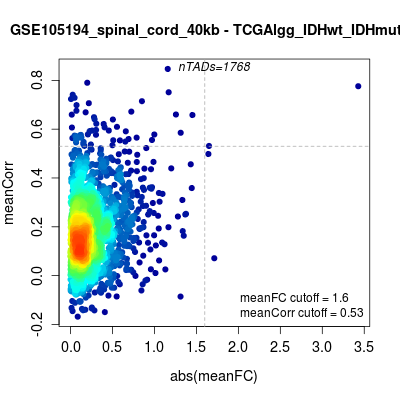 GSE105194_spinal_cord_40kb - TCGAlgg_IDHwt_IDHmut
nTADs=1768
meanCorr
0.8
0.6
0.4
0.2
0.0
-0.2
meanFC cutoff = 1.6
meanCorr cutoff = 0.53
0.0 0.5 1.0 1.5 2.0 2.5 3.0 3.5
abs(meanFC)